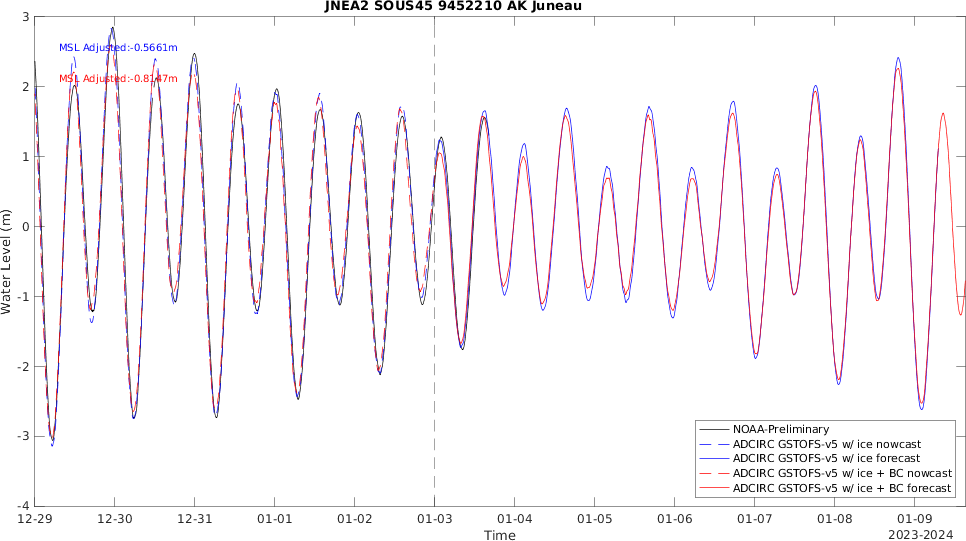 JNEA2 SOUS45 9452210 AK Juneau
MSL Adjusted:-0.5661m
MSL Adjusted:-0.8147m
Water Level (m)
3
2
1
0
-1
-2
-3
-4
12-29
12-30
12-31
01-01
01-02
01-03
01-04
01-05
01-06
01-07
01-08
01-09
Time
2023-2024
NOAA-Preliminary
ADCIRC GSTOFS-v5 w/ ice nowcast
ADCIRC GSTOFS-v5 w/ ice forecast
ADCIRC GSTOFS-v5 w/ ice + BC nowcast
ADCIRC GSTOFS-v5 w/ ice + BC forecast